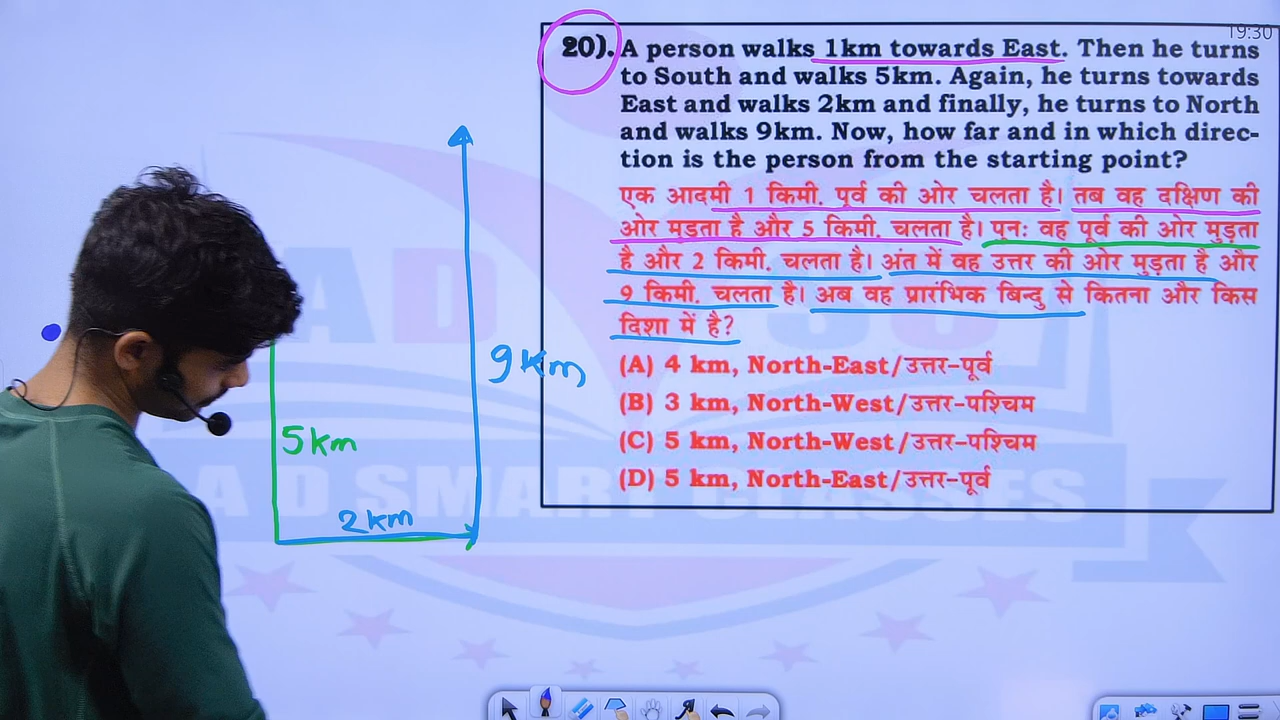 19:30
20). A person walks 1km towards East. Then he turns
to South and walks 5km. Again, he turns towards
East and walks 2km and finally, he turns to North
and walks 9km. Now, how far and in which direc-
tion is the person from the starting point?
एक आदमी 1 किमी. पूर्व की ओर चलता है। तब वह दक्षिण की
ओर मुड़ता है और 5 किमी. चलता है। पुनः वह पूर्व की ओर मुड़ता
है और 2 किमी. चलता है। अंत में वह उत्तर की ओर मुड़ता है और
9 किमी. चलता है। अब वह प्रारंभिक बिन्दु से कितना और किस
दिशा में है?
(A) 4 km, North-East/उत्तर-पूर्व
(B) 3 km, North-West/उत्तर-पश्चिम
(C) 5 km, North-West/उत्तर-पश्चिम
(D) 5 km, North-East/उत्तर-पूर्व
9km
5km
2km
AD
AD SMART CLASSES